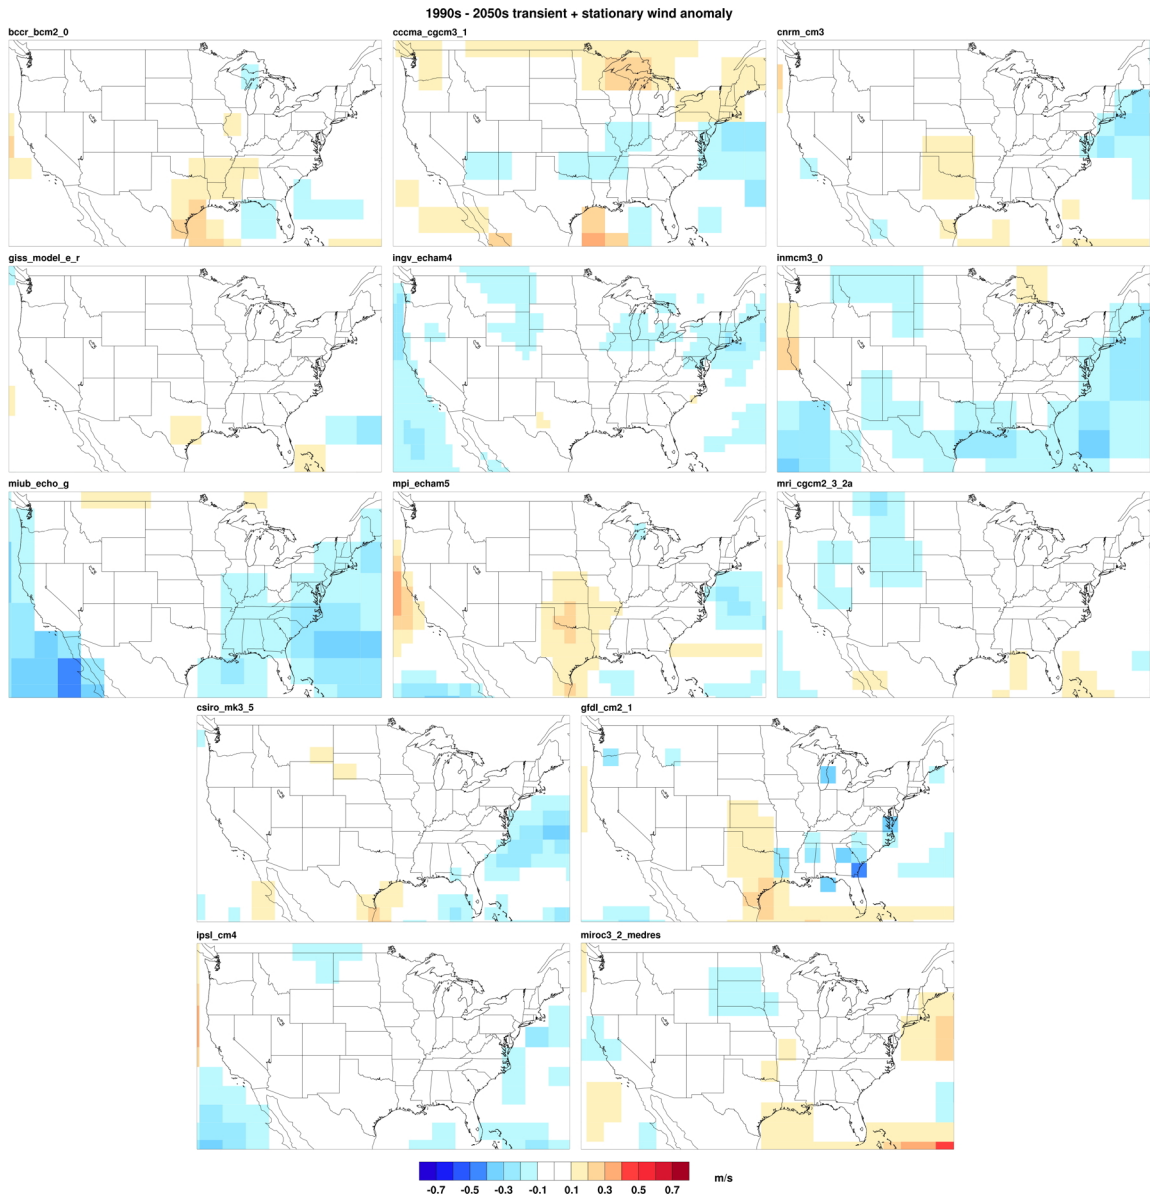 1990s - 2050s transient + stationary wind anomaly
bccr_bcm2_0
cccma_cgcm3_1
cnrm_cm3
giss_model_e_r
ingv_echam4
inmcm3_0
miub_echo_g
mpi_echam5
mri_cgcm2_3_2a
csiro_mk3_5
gfdl_cm2_1
ipsl_cm4
miroc3_2_medres
-0.7 -0.5 -0.3 -0.1 0.1 0.3 0.5 0.7 m/s